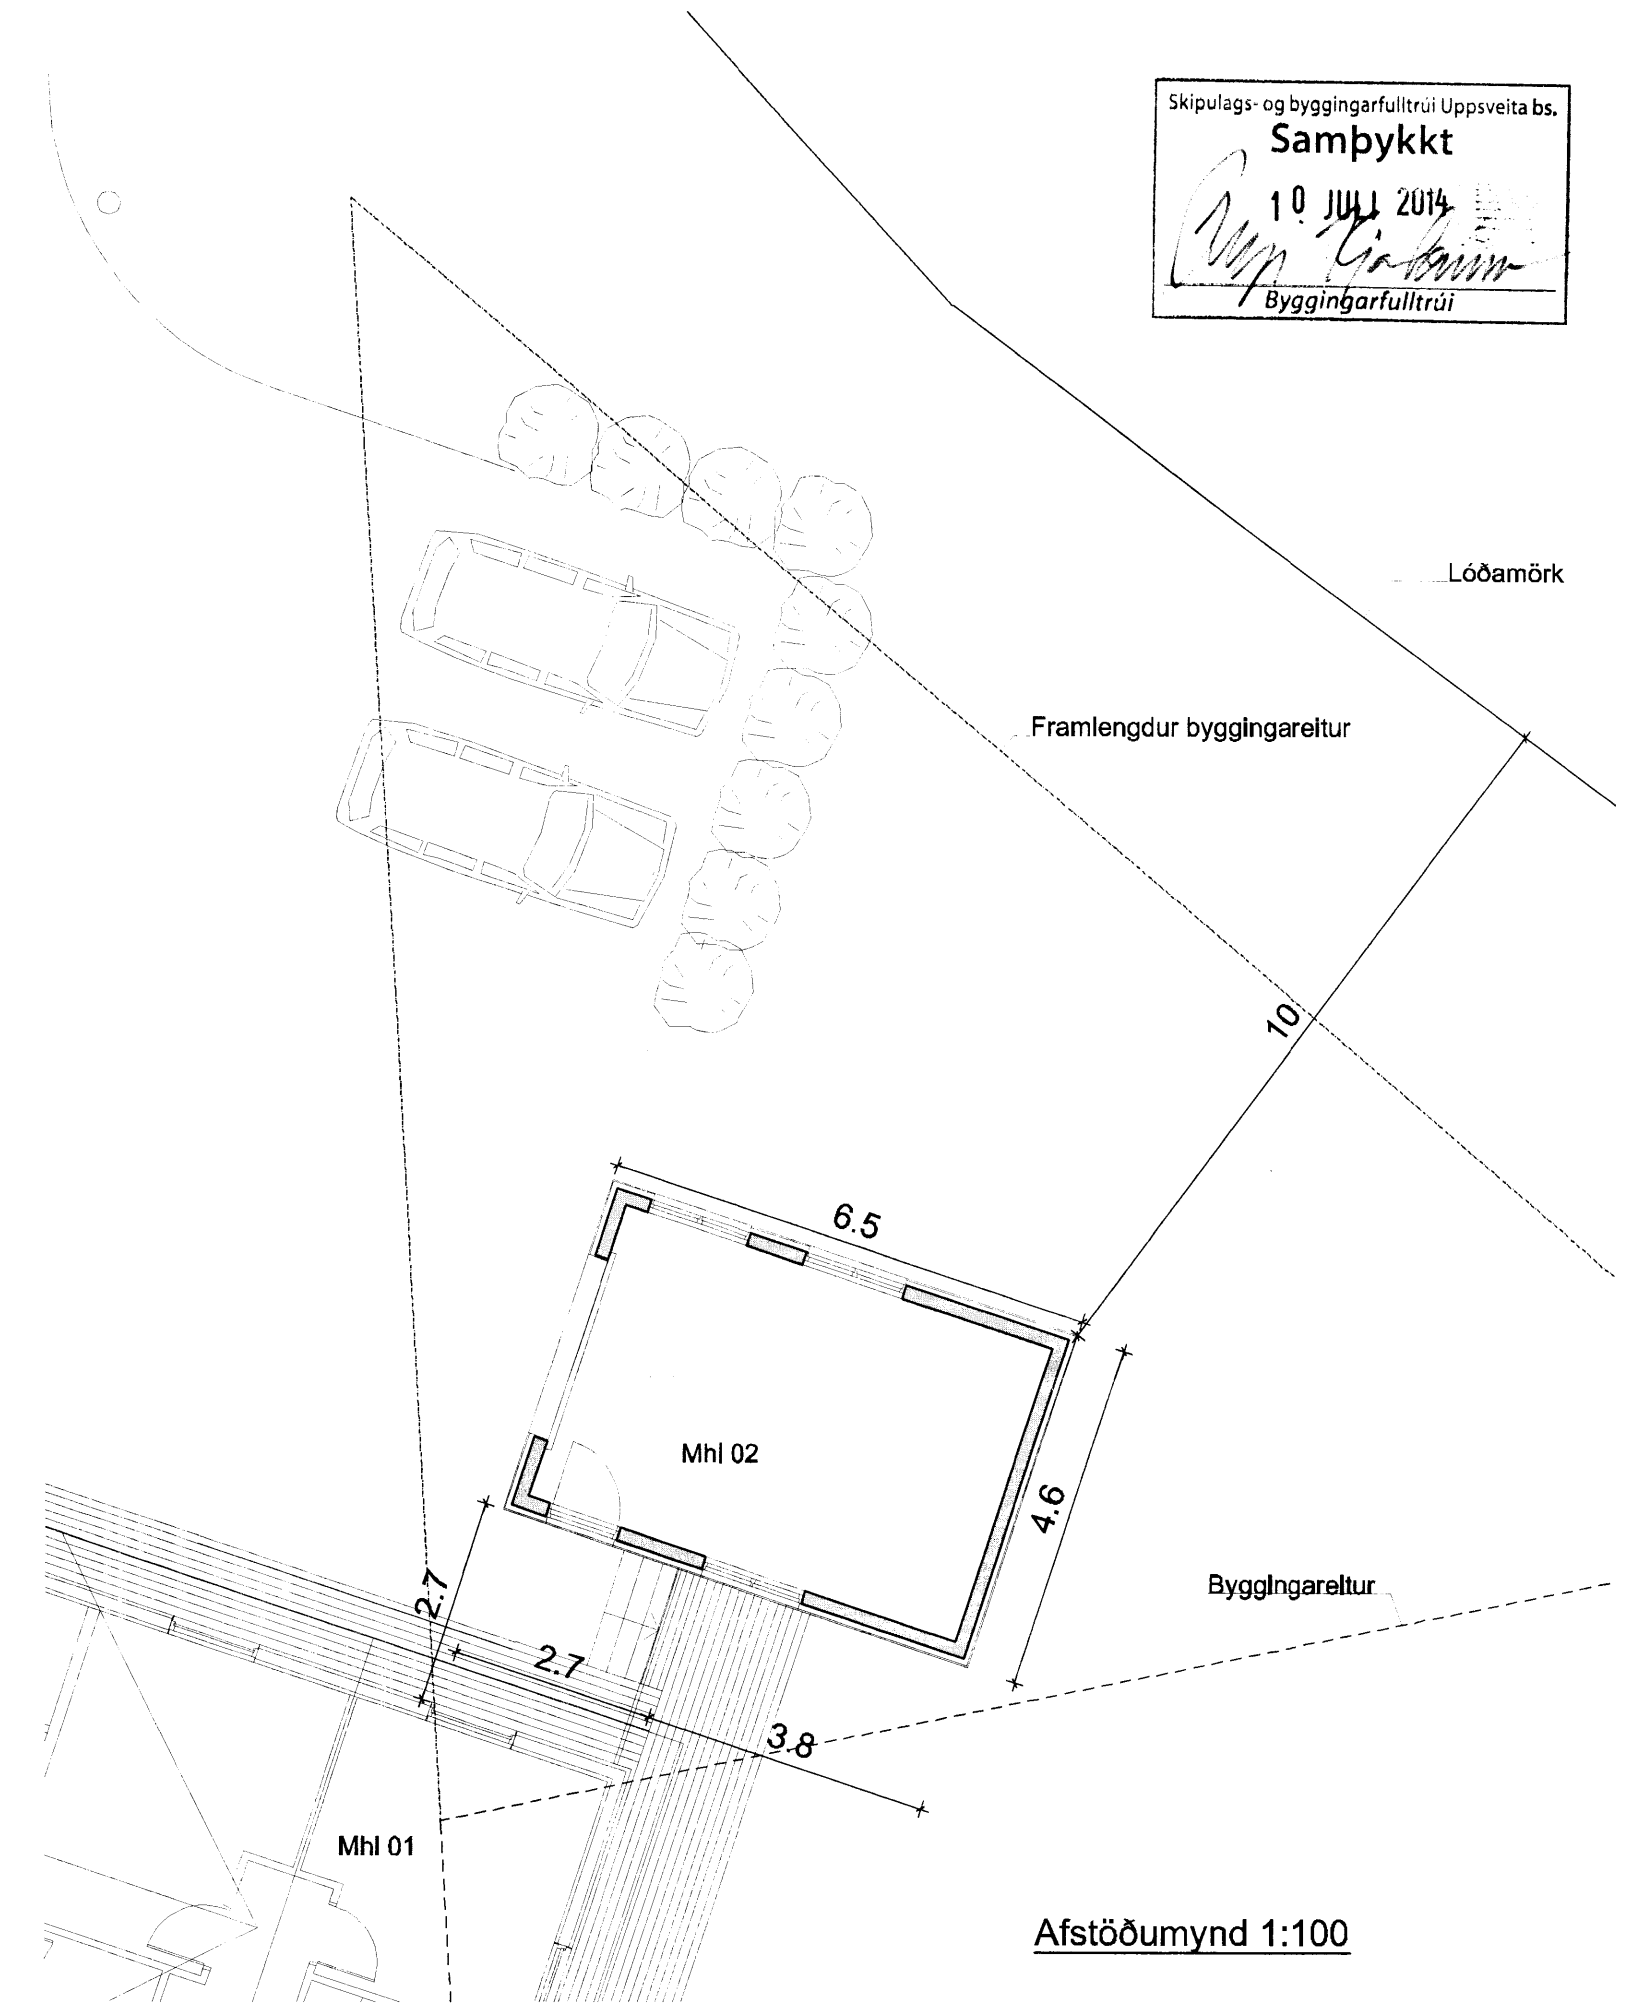 Skipulags- og byggingarfulltrúi Uppsveita bs.
Samþykkt
10 JULI 2014
Byggingarfulltrúi
Lóðamörk
Framlengdur byggingareitur
10
6.5
Mhl 02
4.6
Byggingareitur
2.7
2.7
3.8
Mhl 01
Afstöðumynd 1:100